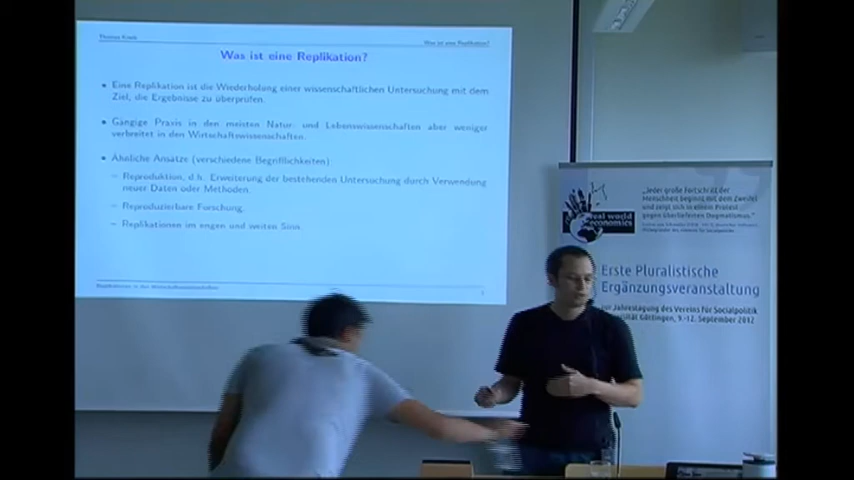 Thomas Krak
Was ist eine Replikation?
Was ist eine Replikation?
Eine Replikation ist die Wiederholung einer wissenschaftlichen Untersuchung mit dem
Ziel, die Ergebnisse zu überprüfen.
Gängige Praxis in den meisten Natur- und Lebenswissenschaften aber weniger
verbreitet in den Wirtschaftswissenschaften.
Ähnliche Ansätze (verschiedene Begrifflichkeiten):
– Reproduktion, d.h. Erweiterung der bestehenden Untersuchung durch Verwendung
neuer Daten oder Methoden.
– Reproduzierbare Forschung.
– Replikationen im engen und weiten Sinn.
Replikationen in den Wirtschaftswissenschaften
"Jeder große Fortschritt der
Menschheit beginnt mit dem Zweifel
und zeigt sich in einem Protest
gegen überlieferten Dogmatismus."
real world
economics
Erste Pluralistische
Ergänzungsveranstaltung
zur Jahrestagung des Vereins für Socialpolitik
Göttingen, 9.-12. September 2012